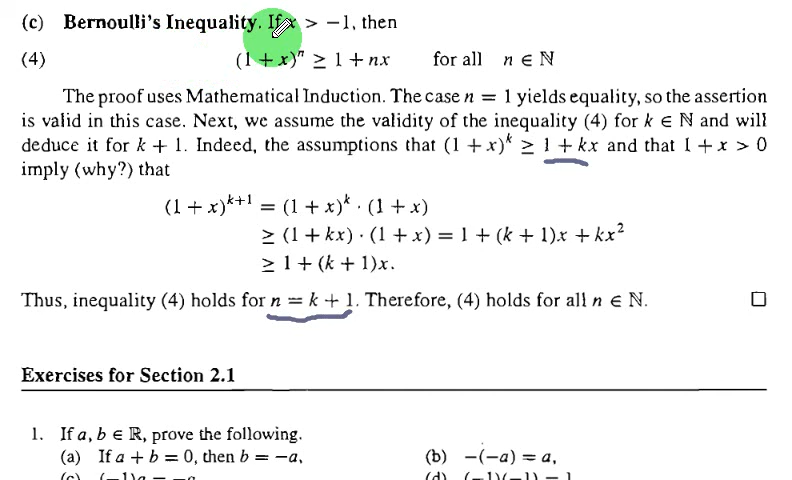 (c) Bernoulli's Inequality. If x > −1, then
(4) (1 + x)ⁿ ≥ 1 + nx for all n ∈ ℕ
The proof uses Mathematical Induction. The case n = 1 yields equality, so the assertion
is valid in this case. Next, we assume the validity of the inequality (4) for k ∈ ℕ and will
deduce it for k + 1. Indeed, the assumptions that (1 + x)ᵏ ≥ 1 + kx and that 1 + x > 0
imply (why?) that
(1 + x)ᵏ⁺¹ = (1 + x)ᵏ · (1 + x)
≥ (1 + kx) · (1 + x) = 1 + (k + 1)x + kx²
≥ 1 + (k + 1)x.
Thus, inequality (4) holds for n = k + 1. Therefore, (4) holds for all n ∈ ℕ. □
Exercises for Section 2.1
1. If a, b ∈ ℝ, prove the following.
(a) If a + b = 0, then b = −a, (b) −(−a) = a,
(c) (−1)a = −a (d) (−1)(−1) = 1